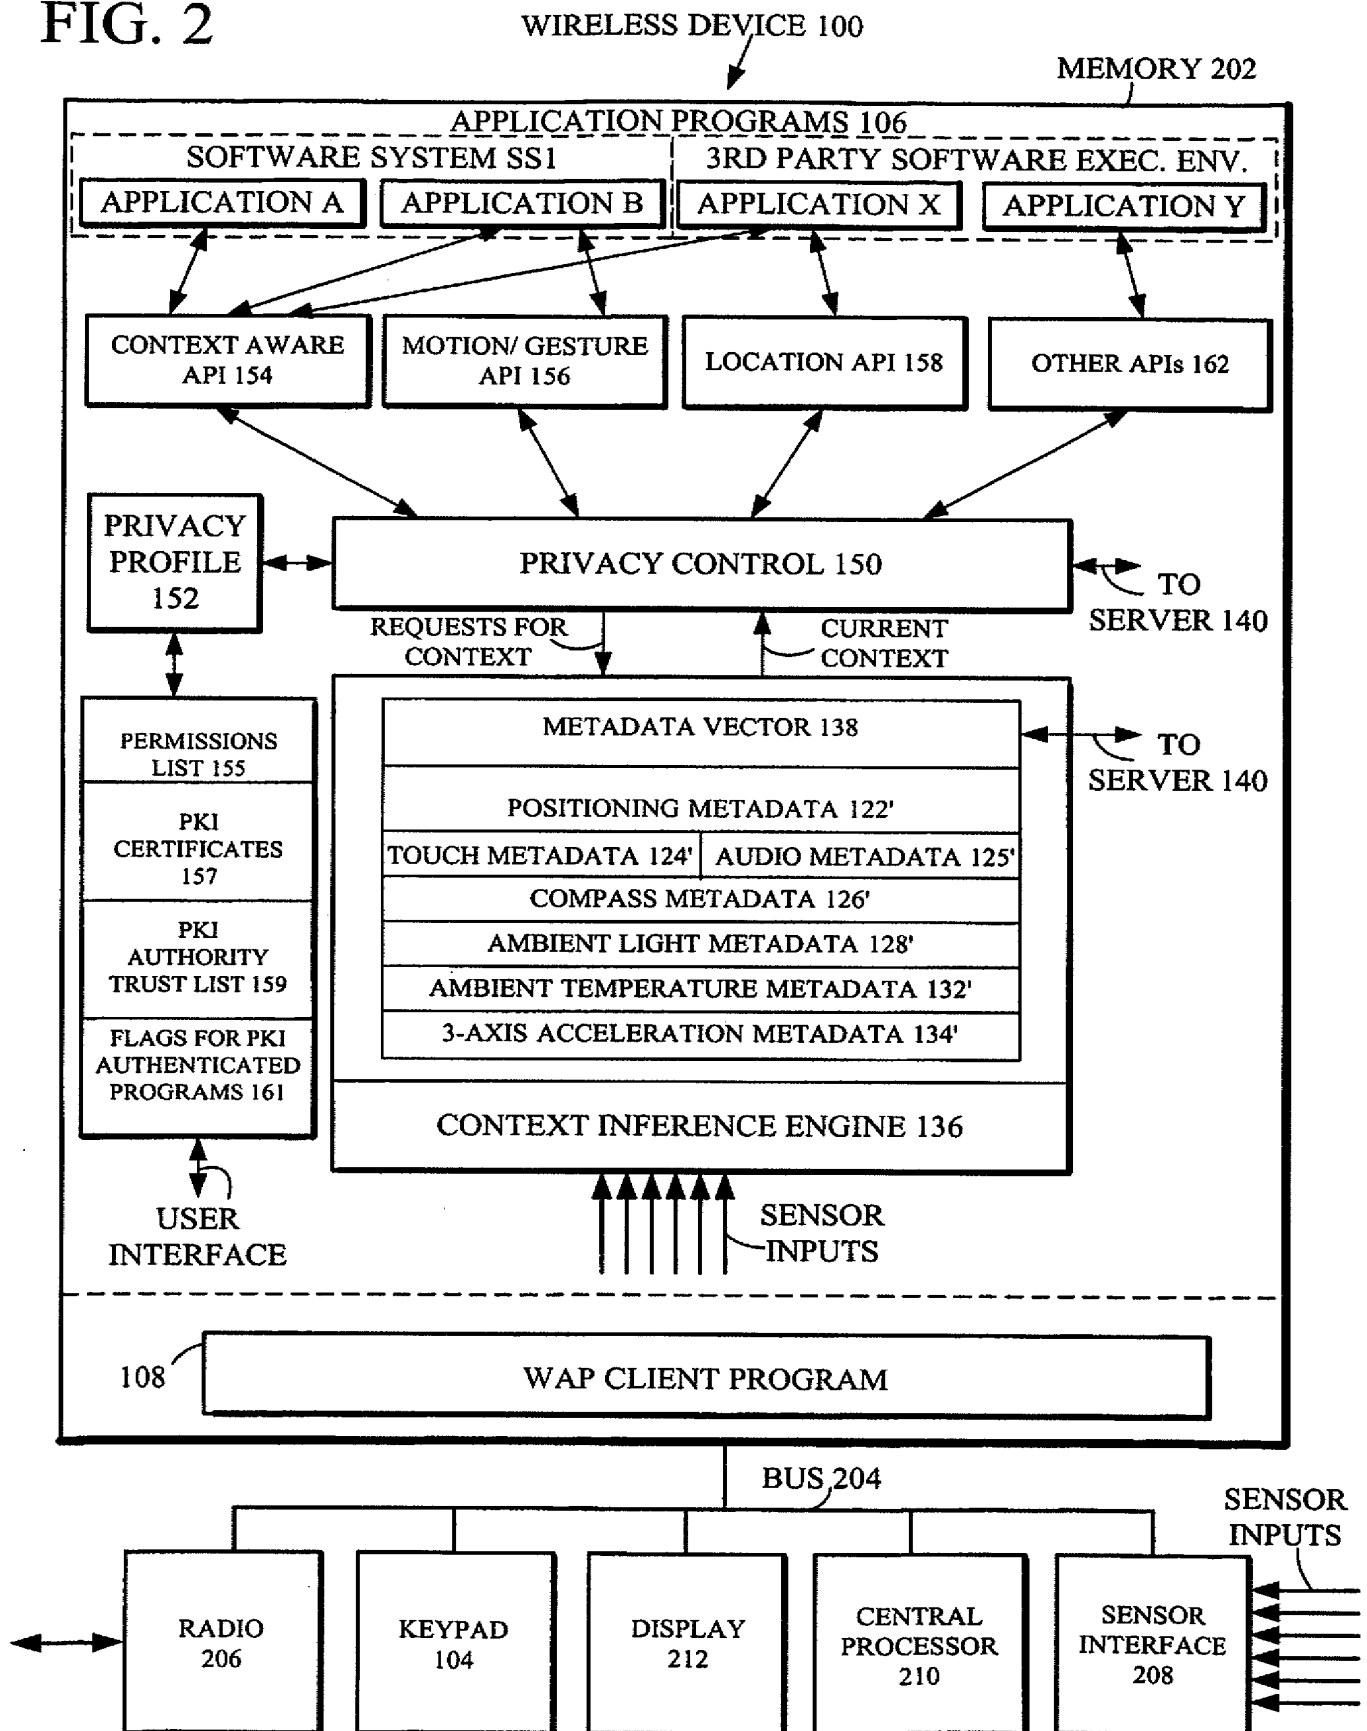 FIG. 2
WIRELESS DEVICE 100
MEMORY 202
APPLICATION PROGRAMS 106
SOFTWARE SYSTEM SS1
3RD PARTY SOFTWARE EXEC. ENV.
APPLICATION A
APPLICATION B
APPLICATION X
APPLICATION Y
CONTEXT AWARE
API 154
MOTION/ GESTURE
API 156
LOCATION API 158
OTHER APIs 162
PRIVACY
PROFILE
152
PRIVACY CONTROL 150
TO
SERVER 140
REQUESTS FOR
CONTEXT
CURRENT
CONTEXT
PERMISSIONS
LIST 155
PKI
CERTIFICATES
157
PKI
AUTHORITY
TRUST LIST 159
FLAGS FOR PKI
AUTHENTICATED
PROGRAMS 161
USER
INTERFACE
METADATA VECTOR 138
TO
SERVER 140
POSITIONING METADATA 122'
TOUCH METADATA 124'
AUDIO METADATA 125'
COMPASS METADATA 126'
AMBIENT LIGHT METADATA 128'
AMBIENT TEMPERATURE METADATA 132'
3-AXIS ACCELERATION METADATA 134'
CONTEXT INFERENCE ENGINE 136
SENSOR
INPUTS
108
WAP CLIENT PROGRAM
BUS 204
SENSOR
INPUTS
RADIO
206
KEYPAD
104
DISPLAY
212
CENTRAL
PROCESSOR
210
SENSOR
INTERFACE
208